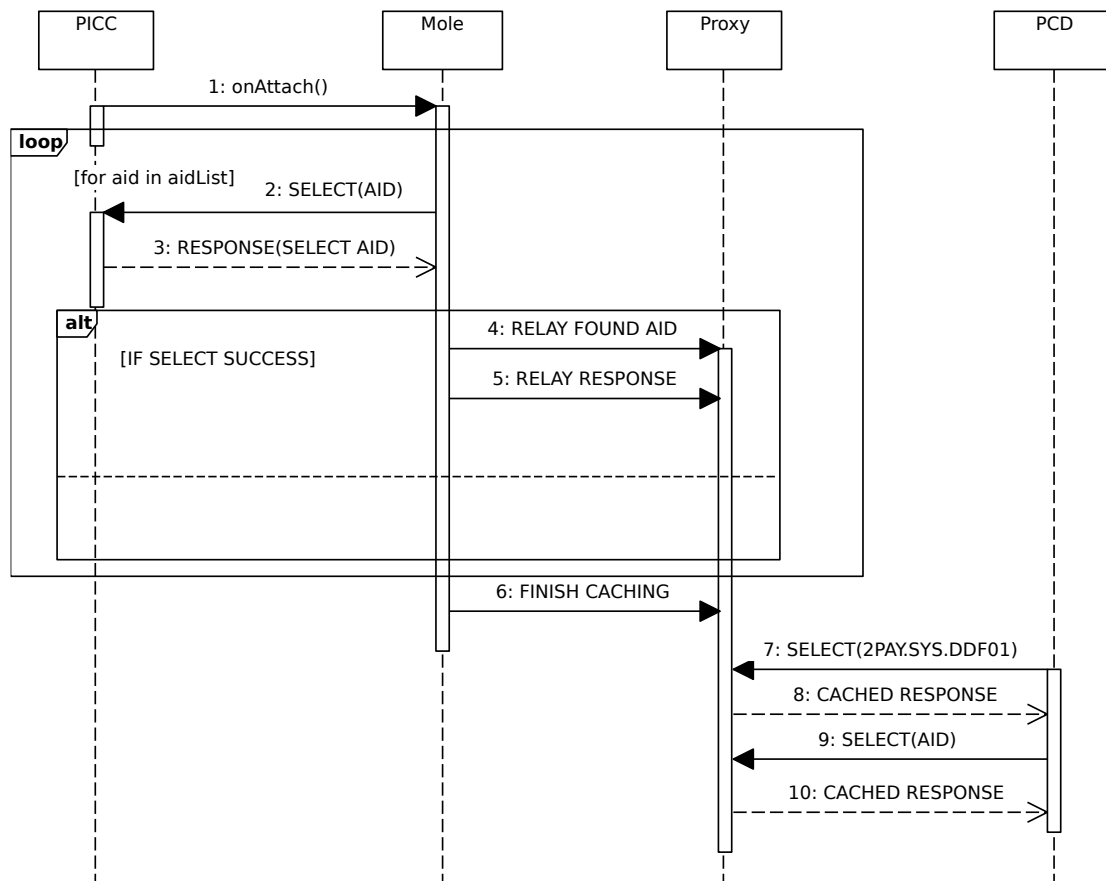 PICC
Mole
Proxy
PCD
1: onAttach()
loop
[for aid in aidList]
2: SELECT(AID)
3: RESPONSE(SELECT AID)
alt
4: RELAY FOUND AID
[IF SELECT SUCCESS]
5: RELAY RESPONSE
6: FINISH CACHING
7: SELECT(2PAY.SYS.DDF01)
8: CACHED RESPONSE
9: SELECT(AID)
10: CACHED RESPONSE